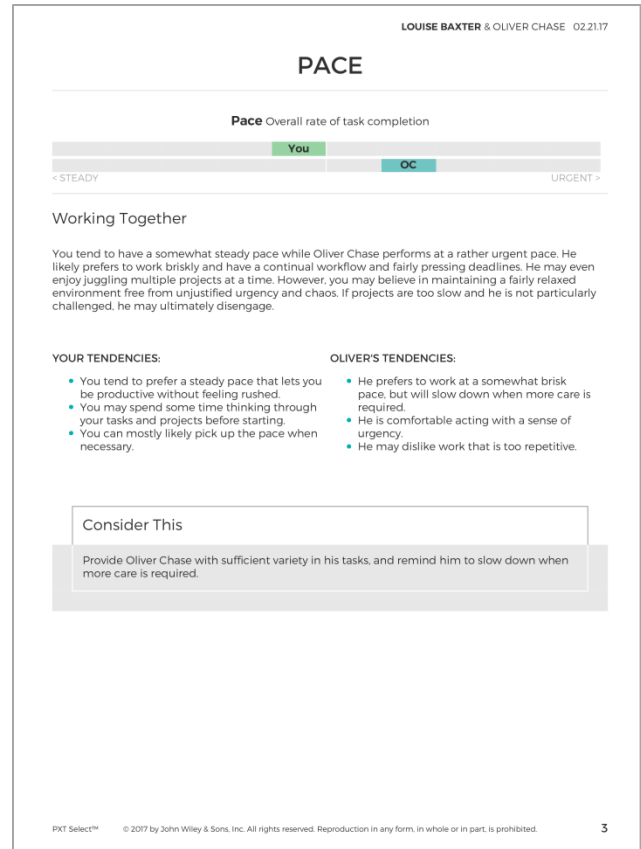 LOUISE BAXTER & OLIVER CHASE 02.21.17
PACE
Pace Overall rate of task completion
You
OC
< STEADY
URGENT >
Working Together
You tend to have a somewhat steady pace while Oliver Chase performs at a rather urgent pace. He
likely prefers to work briskly and have a continual workflow and fairly pressing deadlines. He may even
enjoy juggling multiple projects at a time. However, you may believe in maintaining a fairly relaxed
environment free from unjustified urgency and chaos. If projects are too slow and he is not particularly
challenged, he may ultimately disengage.
YOUR TENDENCIES:
• You tend to prefer a steady pace that lets you
be productive without feeling rushed.
• You may spend some time thinking through
your tasks and projects before starting.
• You can mostly likely pick up the pace when
necessary.
OLIVER'S TENDENCIES:
• He prefers to work at a somewhat brisk
pace, but will slow down when more care is
required.
• He is comfortable acting with a sense of
urgency.
• He may dislike work that is too repetitive.
Consider This
Provide Oliver Chase with sufficient variety in his tasks, and remind him to slow down when
more care is required.
PXT Select™ © 2017 by John Wiley & Sons. Inc. All rights reserved. Reproduction in any form, in whole or in part, is prohibited. 3